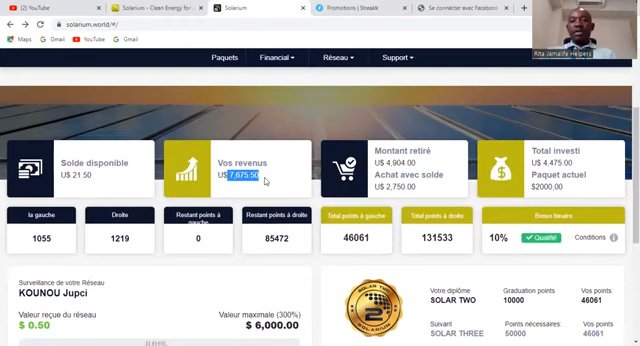 (2) YouTube
Solarium - Clean Energy for
Solarium
Promotions | Streakk
Se connecter avec Facebook
solarium.world/#/
Maps
Gmail
YouTube
Gmail
Rita Jamalife Helpers
Paquets
Financial
Réseau
Support
Solde disponible
U$ 21.50
Vos revenus
U$ 7,675.50
Montant retiré
U$ 4,904.00
Achat avec solde
U$ 2,750.00
Total investi
U$ 4,475.00
Paquet actuel
$2000.00
la gauche
1055
Droite
1219
Restant points à
gauche
0
Restant points à droite
85472
Total points à gauche
46061
Total points à droite
131533
Bonus binaire
10%
Qualifié
Conditions
Surveillance de votre Réseau
KOUNOU Jupci
Valeur reçue du réseau
$ 0.50
Valeur maximale (300%)
$ 6,000.00
SOLAR TWO
2
SOLARIUM
Votre diplôme
SOLAR TWO
Graduation points
10000
Vos points:
46061
Suivant
SOLAR THREE
Points nécessaires:
50000
Vos points
46061